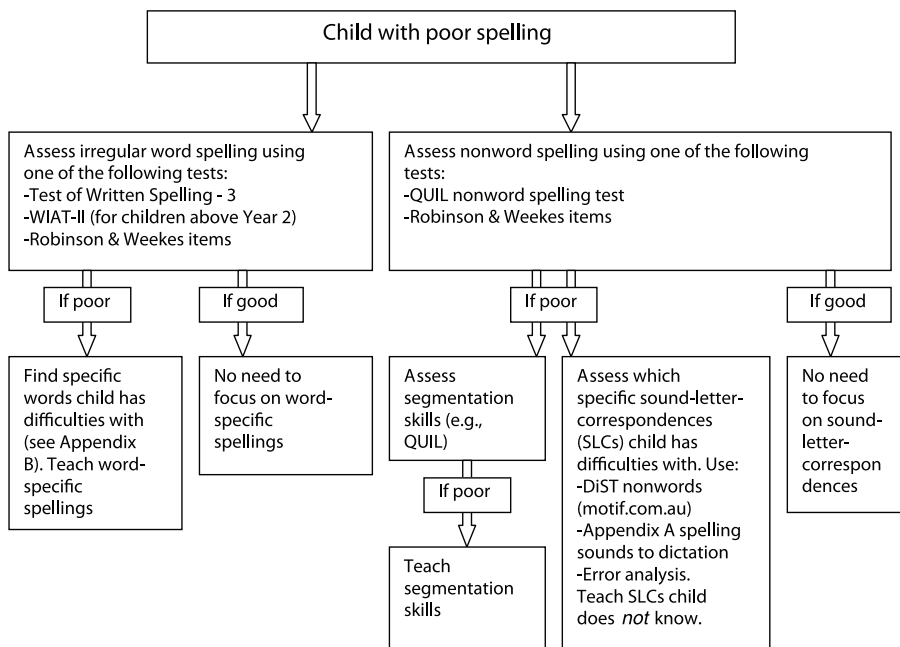 Child with poor spelling
Assess irregular word spelling using
one of the following tests:
-Test of Written Spelling - 3
-WIAT-II (for children above Year 2)
-Robinson & Weekes items
Assess nonword spelling using one of the following
tests:
-QUIL nonword spelling test
-Robinson & Weekes items
If poor
If good
If poor
If good
Find specific
words child has
difficulties with
(see Appendix
B). Teach word-
specific
spellings
No need to
focus on word-
specific
spellings
Assess
segmentation
skills (e.g.,
QUIL)
If poor
Teach
segmentation
skills
Assess which
specific sound-letter-
correspondences
(SLCs) child has
difficulties with. Use:
-DiST nonwords
(motif.com.au)
-Appendix A spelling
sounds to dictation
-Error analysis.
Teach SLCs child
does not know.
No need
to focus
on sound-
letter-
correspon
dences